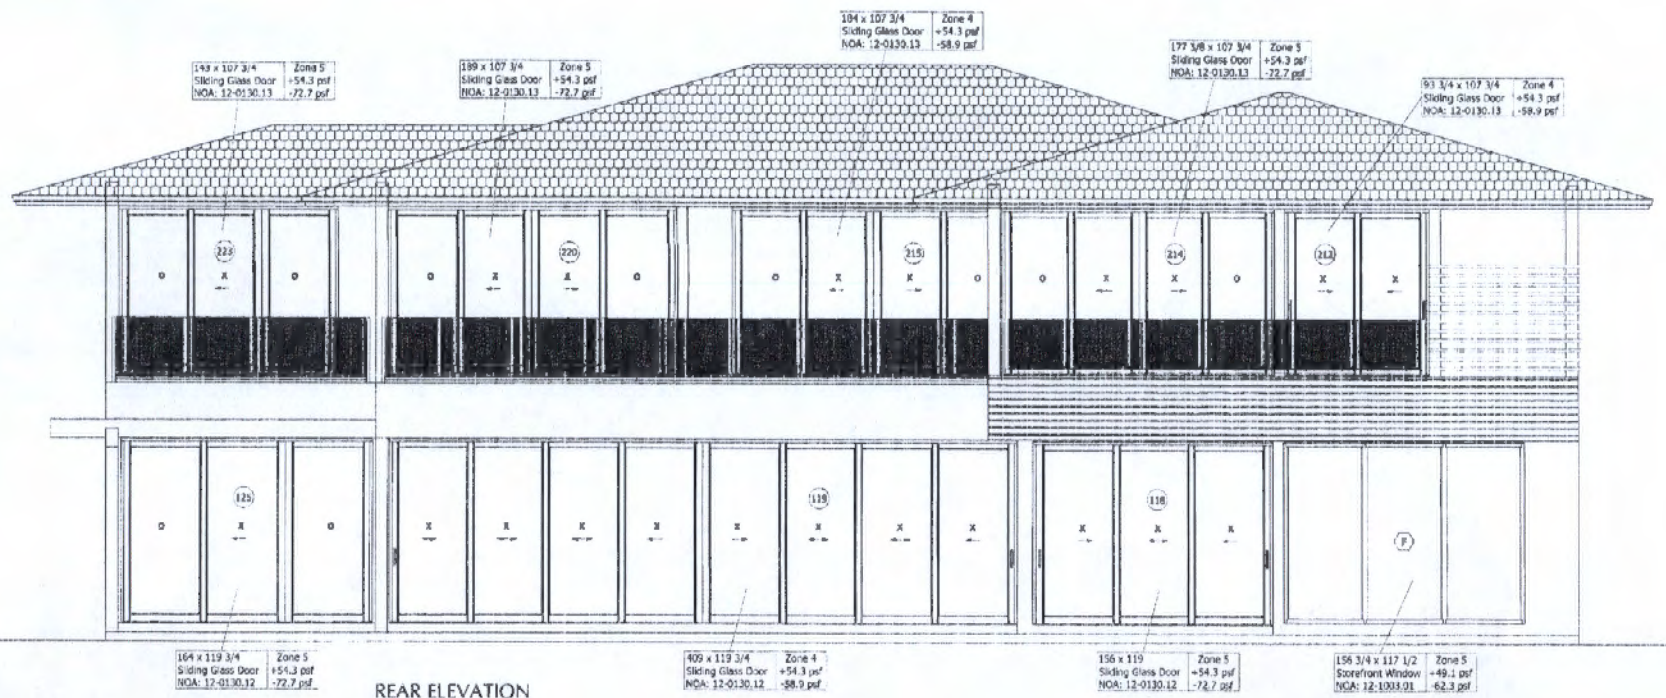 184 x 107 3/4 Zone 4
Sliding Glass Door +54.3 psf
NOA: 12-0130.13 -58.9 psf
177 3/8 x 107 3/4 Zone 5
Sliding Glass Door +54.3 psf
NOA: 12-0130.13 -72.7 psf
143 x 107 3/4 Zone 5
Sliding Glass Door +54.3 psf
NOA: 12-0130.13 -72.7 psf
189 x 107 3/4 Zone 5
Sliding Glass Door +54.3 psf
NOA: 12-0130.13 -72.7 psf
93 3/4 x 107 3/4 Zone 4
Sliding Glass Door +54.3 psf
NOA: 12-0130.13 -58.9 psf
223 220 215 214 212
O X O O X X O O X X O O X X O X X
125 119 118
O X O X X X X X X X X X X X F
164 x 119 3/4 Zone 5
Sliding Glass Door +54.3 psf
NOA: 12-0130.12 -72.7 psf
409 x 119 3/4 Zone 4
Sliding Glass Door +54.3 psf
NOA: 12-0130.12 -58.9 psf
156 x 119 Zone 5
Sliding Glass Door +54.3 psf
NOA: 12-0130.12 -72.7 psf
156 3/4 x 117 1/2 Zone 5
Storefront Window +49.1 psf
NOA: 12-1003.01 -62.3 psf
REAR ELEVATION